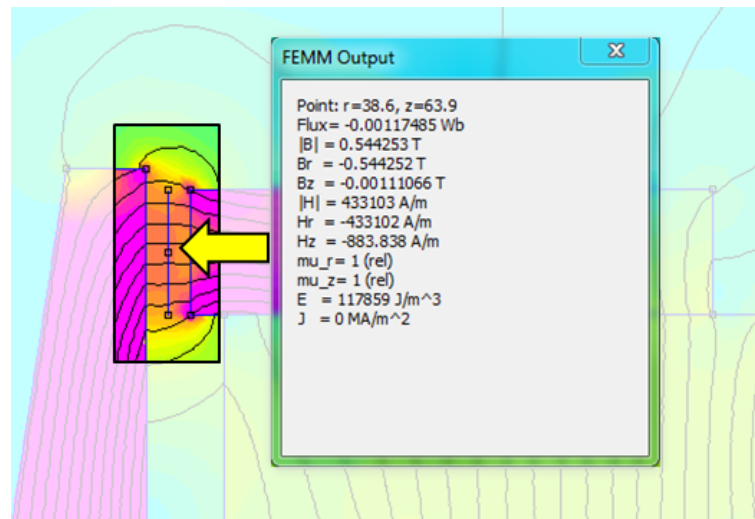 FEMM Output
Point: r=38.6, z=63.9
Flux= -0.00117485 Wb
|B| = 0.544253 T
Br = -0.544252 T
Bz = -0.00111066 T
|H| = 433103 A/m
Hr = -433102 A/m
Hz = -883.838 A/m
mu_r= 1 (rel)
mu_z= 1 (rel)
E = 117859 J/m^3
J = 0 MA/m^2